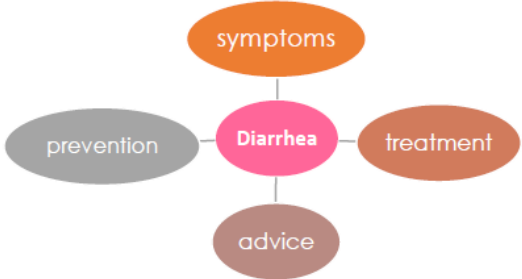 symptoms
prevention
Diarrhea
treatment
advice